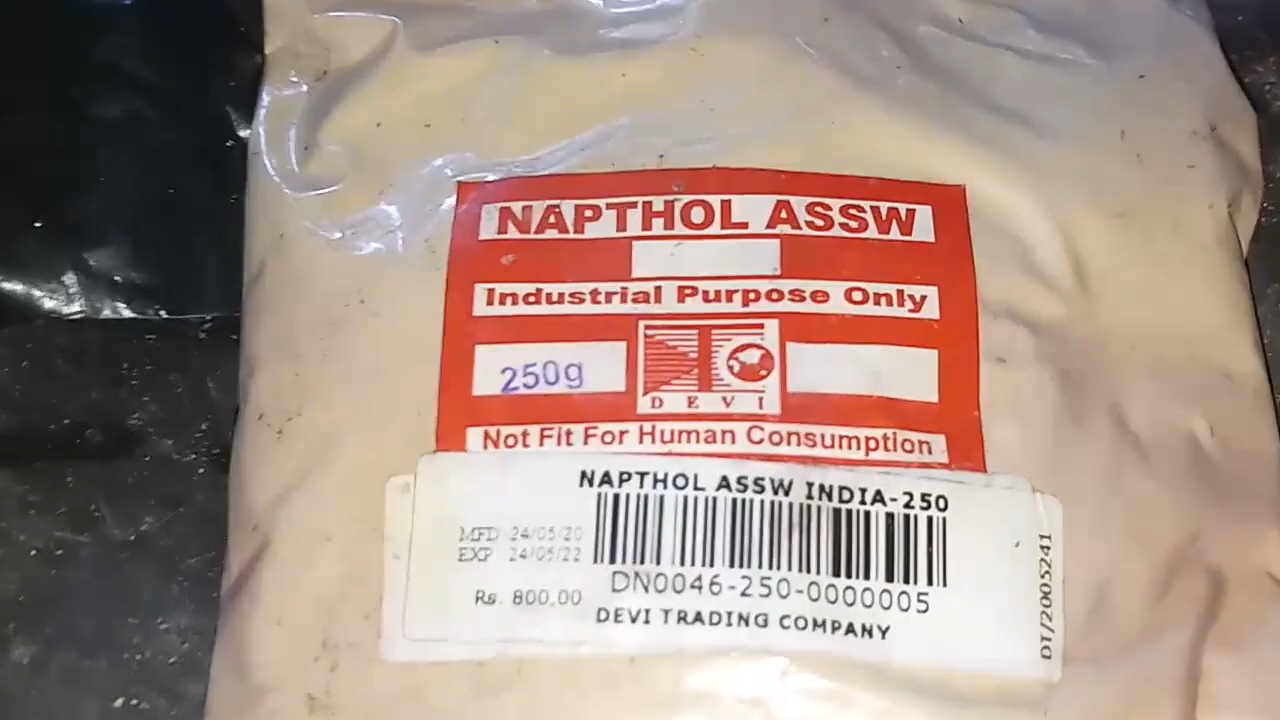 NAPTHOL ASSW
Industrial Purpose Only
250g
DEVI
Not Fit For Human Consumption
NAPTHOL ASSW INDIA-250
MFD 24/05/20
EXP 24/05/22
DN0046-250-0000005
Rs. 800,00
DEVI TRADING COMPANY
DT/2005241